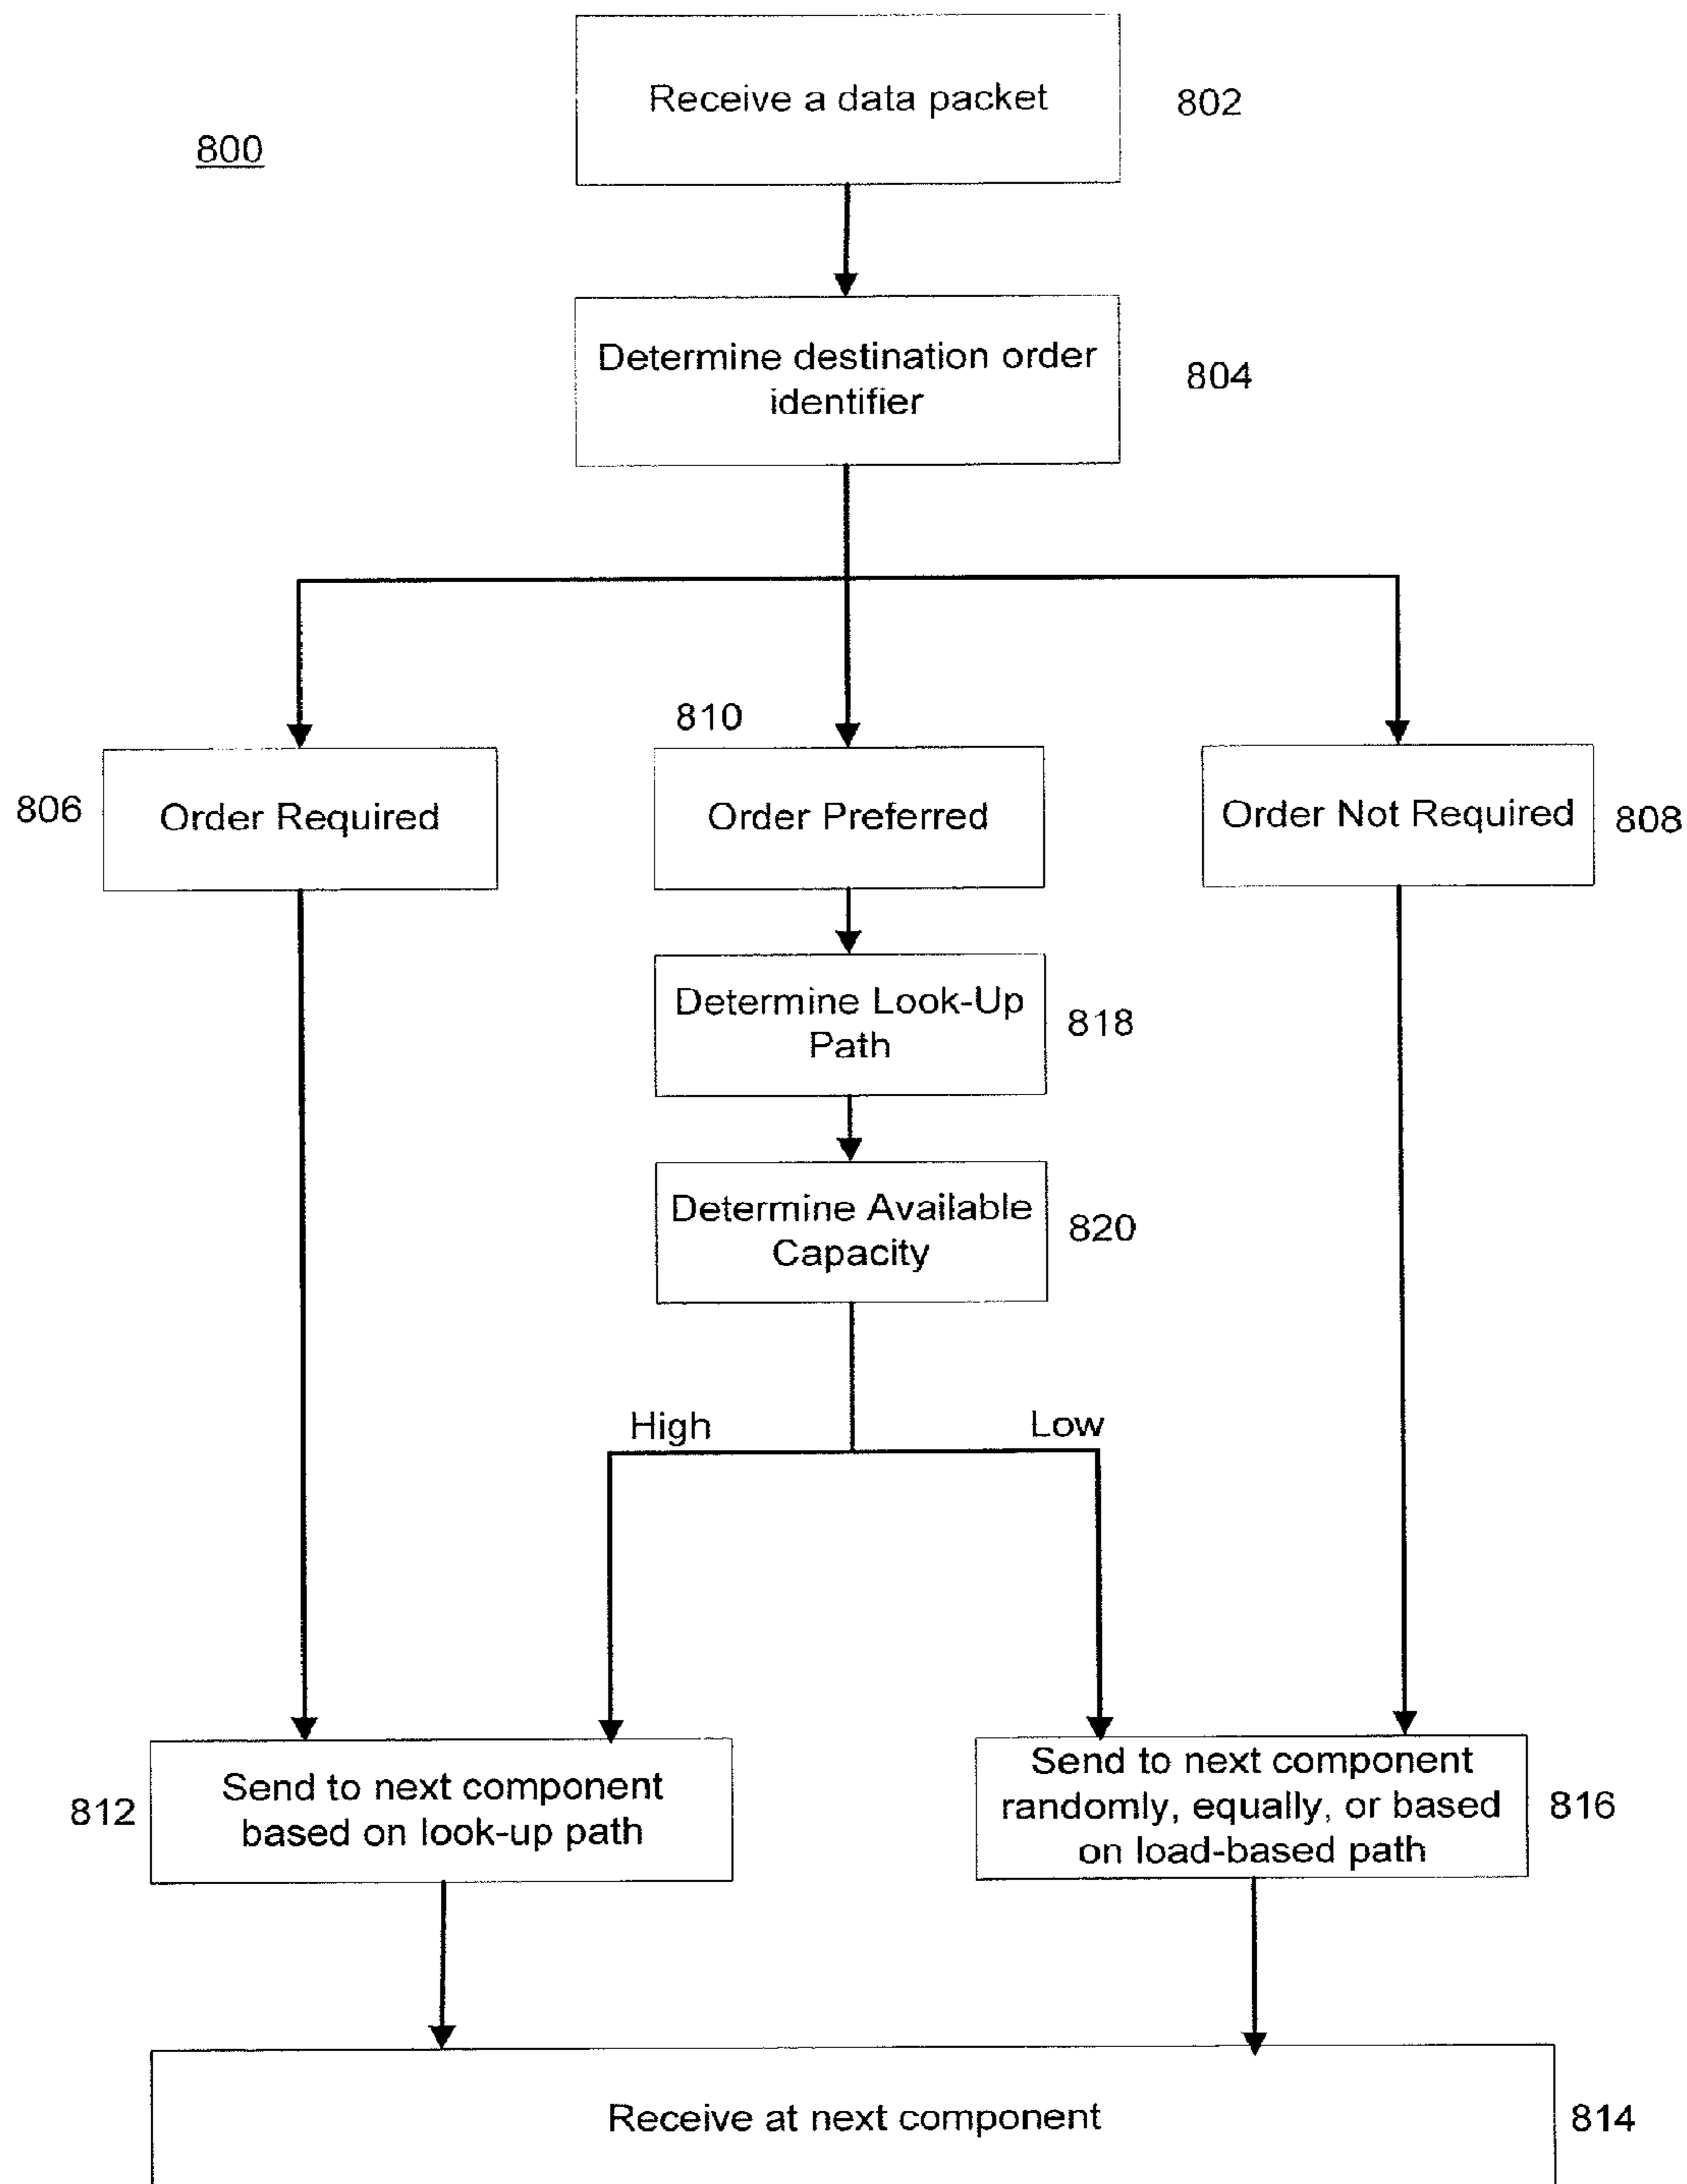 Receive a data packet
802
800
Determine destination order
identifier
804
810
806
Order Required
Order Preferred
Order Not Required
808
Determine Look-Up
Path
818
Determine Available
Capacity
820
High
Low
812
Send to next component
based on look-up path
Send to next component
randomly, equally, or based
on load-based path
816
Receive at next component
814